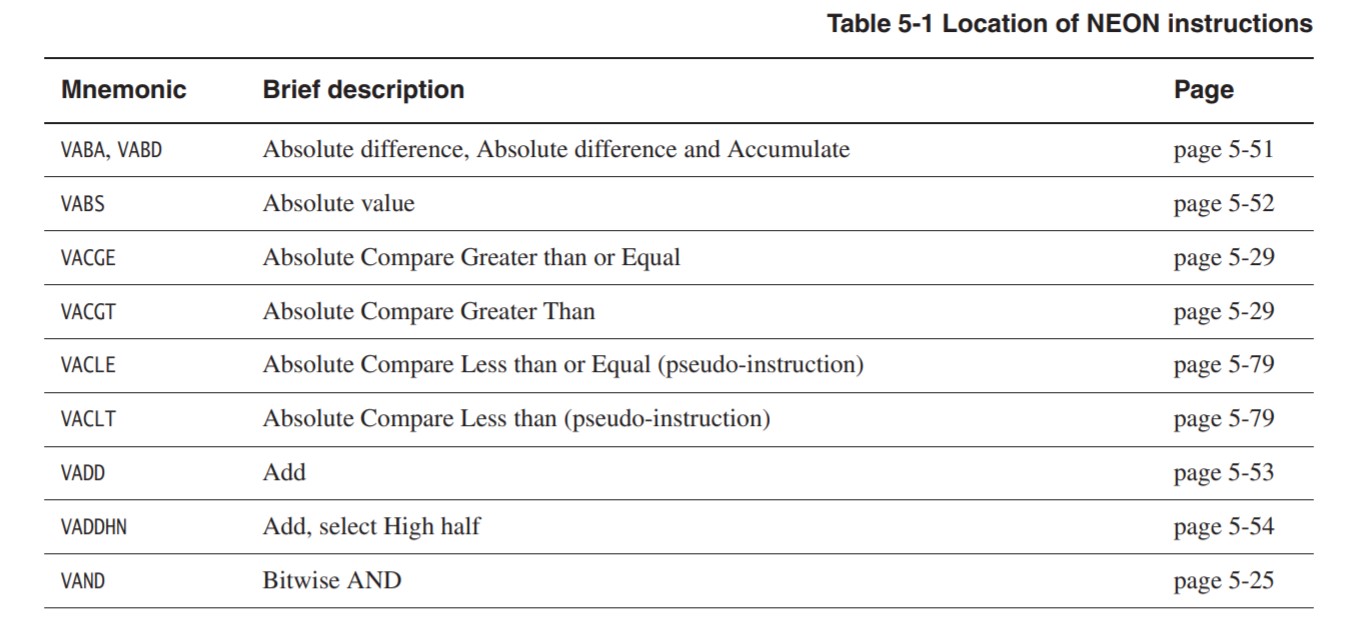 Table 5-1 Location of NEON instructions
Mnemonic Brief description Page
VABA, VABD Absolute difference, Absolute difference and Accumulate page 5-51
VABS Absolute value page 5-52
VACGE Absolute Compare Greater than or Equal page 5-29
VACGT Absolute Compare Greater Than page 5-29
VACLE Absolute Compare Less than or Equal (pseudo-instruction) page 5-79
VACLT Absolute Compare Less than (pseudo-instruction) page 5-79
VADD Add page 5-53
VADDHN Add, select High half page 5-54
VAND Bitwise AND page 5-25